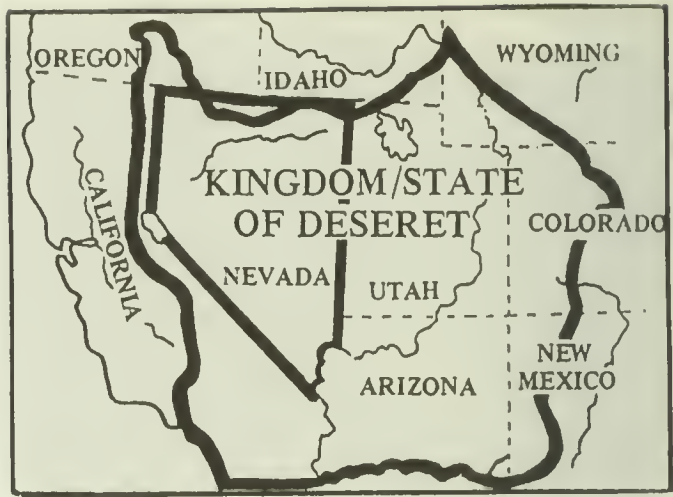 OREGON
IDAHO
WYOMING
CALIFORNIA
KINGDOM/STATE
OF DESERET
COLORADO
NEVADA
UTAH
ARIZONA
NEW
MEXICO